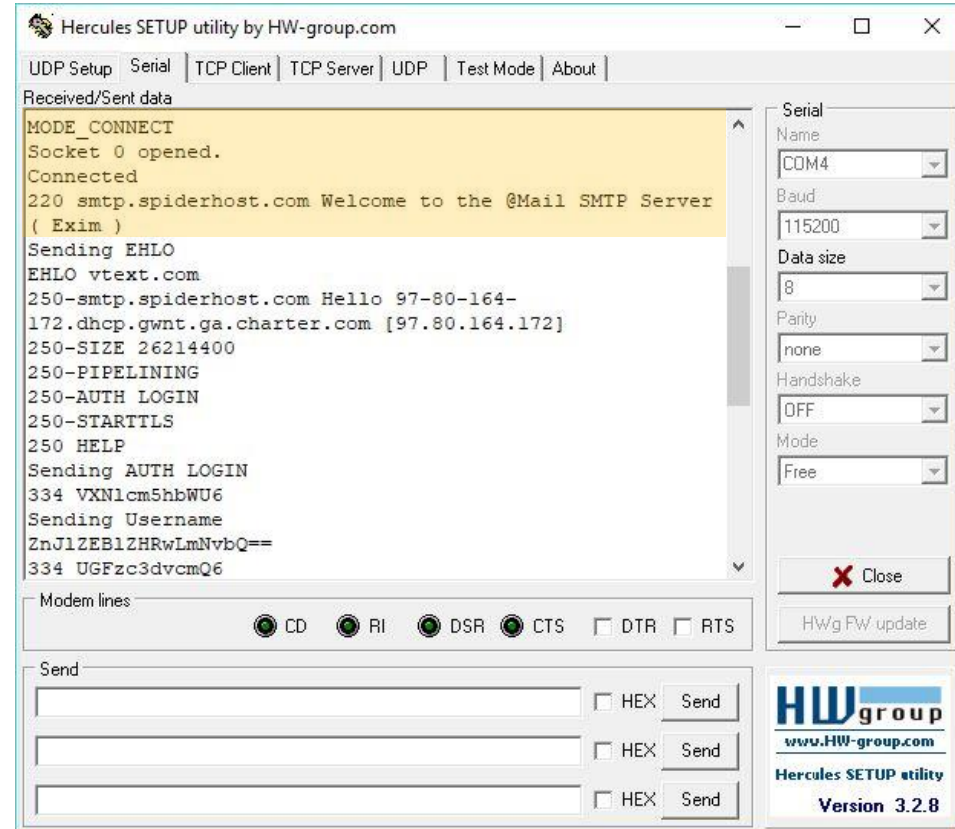 Hercules SETUP utility by HW-group.com
UDP Setup Serial TCP Client TCP Server UDP Test Mode About
Received/Sent data
MODE_CONNECT
Socket 0 opened.
Connected
220 smtp.spiderhost.com Welcome to the @Mail SMTP Server
( Exim )
Sending EHLO
EHLO vtext.com
250-smtp.spiderhost.com Hello 97-80-164-
172.dhcp.gwnt.ga.charter.com [97.80.164.172]
250-SIZE 26214400
250-PIPELINING
250-AUTH LOGIN
250-STARTTLS
250 HELP
Sending AUTH LOGIN
334 VXNlcm5hbWU6
Sending Username
ZnJlZEBlZHRwLmNvbQ==
334 UGFzc3dvcmQ6
Serial
Name
COM4
Baud
115200
Data size
8
Parity
none
Handshake
OFF
Mode
Free
Close
HWg FW update
Modem lines
CD RI DSR CTS DTR RTS
Send
HEX Send
HEX Send
HEX Send
HW group
www.HW-group.com
Hercules SETUP utility
Version 3.2.8